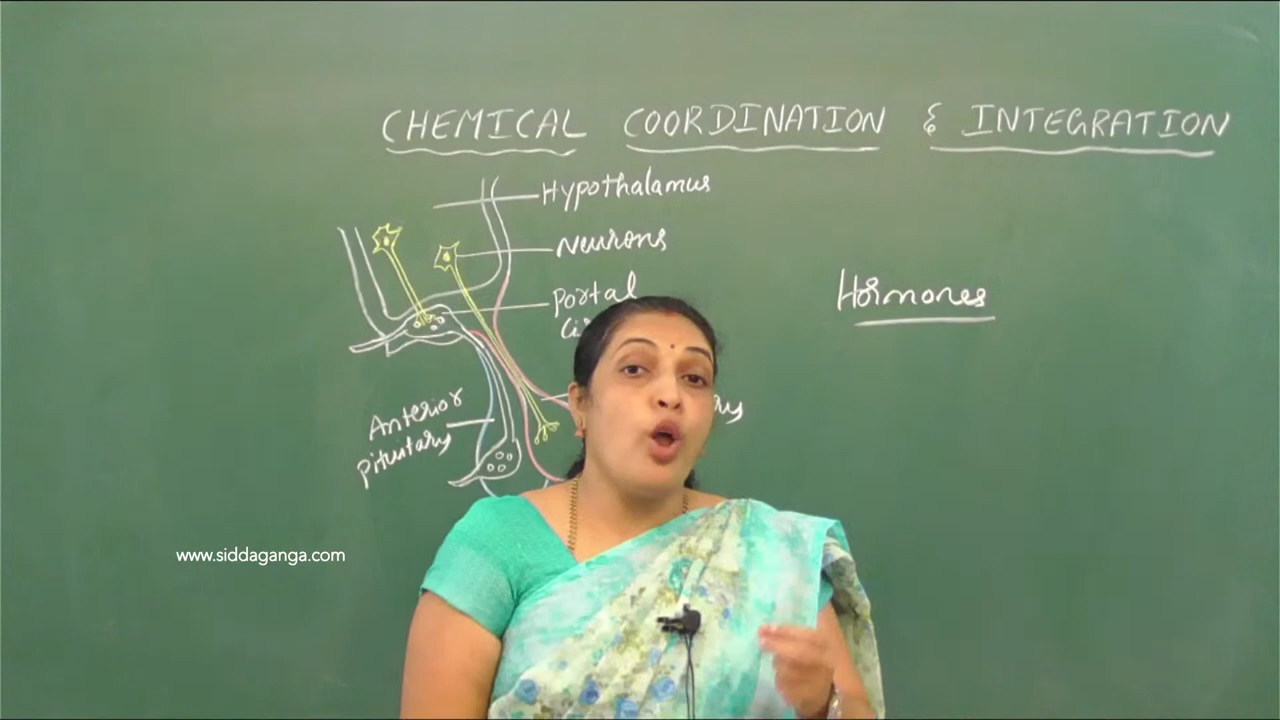 CHEMICAL COORDINATION & INTEGRATION
Hypothalamus
Neurons
Portal
Hormones
Anterior
pituitary
www.siddaganga.com